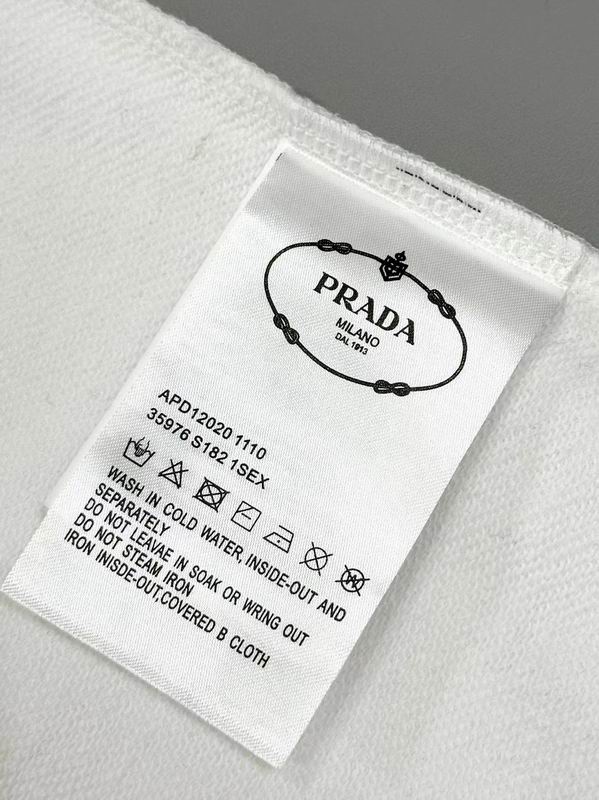 PRADA
MILANO
DAL 1913
APD12020 1110
35976 S182 1SEX
WASH IN COLD WATER, INSIDE-OUT AND
SEPARATELY
DO NOT LEAVAE IN SOAK OR WRING OUT
DO NOT STEAM IRON
IRON INISDE-OUT,COVERED B CLOTH